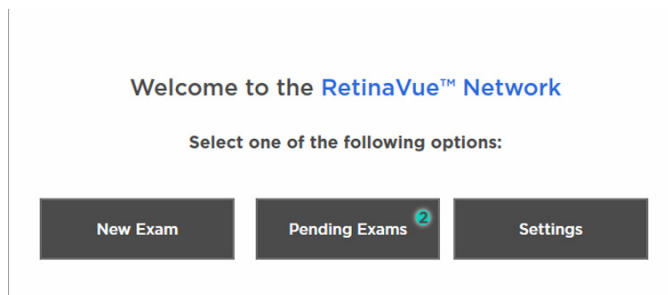 Welcome to the RetinaVue™ Network
Select one of the following options:
New Exam
Pending Exams 2
Settings